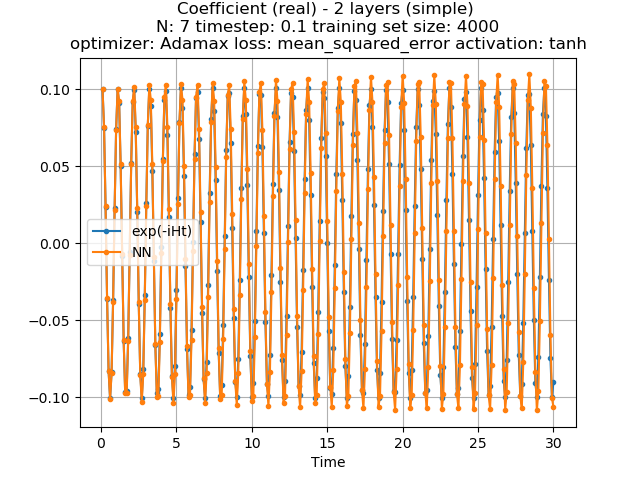 Coefficient (real) - 2 layers (simple)
N: 7 timestep: 0.1 training set size: 4000
optimizer: Adamax loss: mean_squared_error activation: tanh
0.10
0.05
0.00
−0.05
−0.10
exp(-iHt)
NN
0 5 10 15 20 25 30
Time